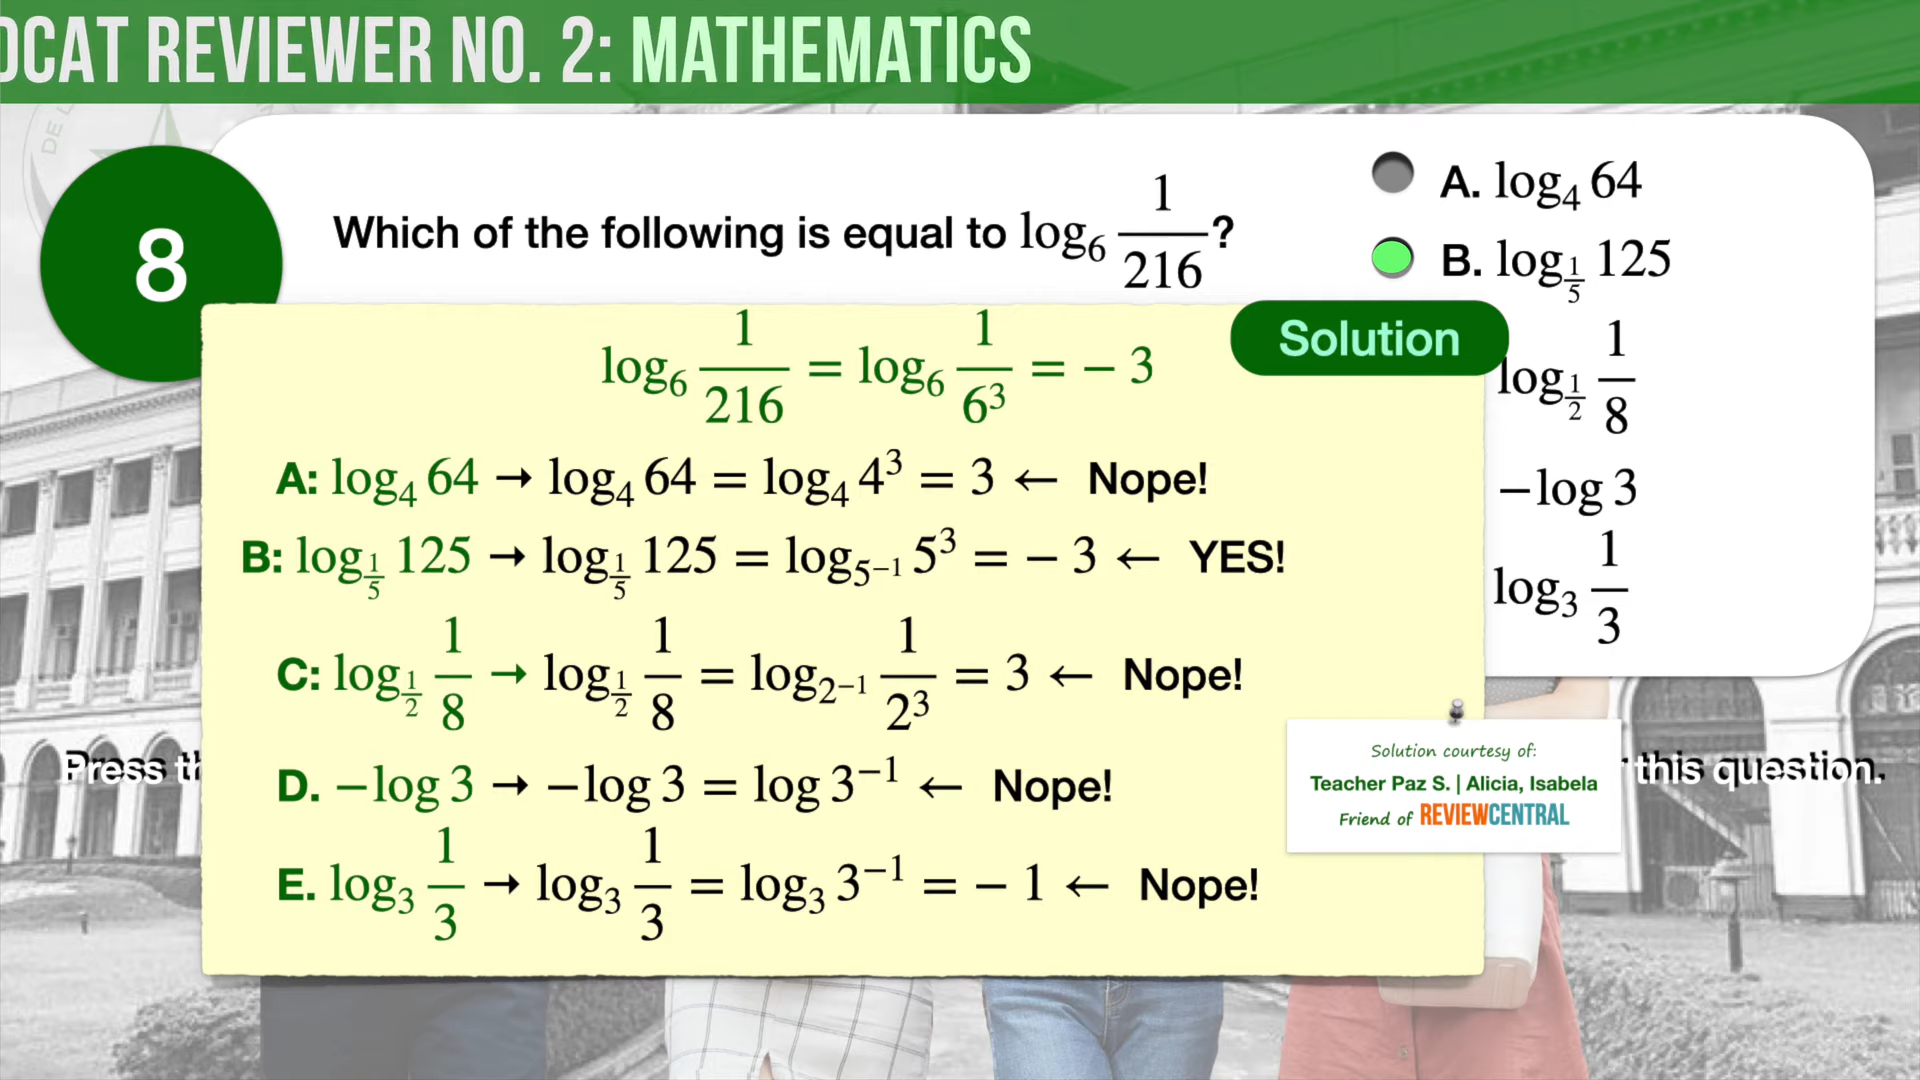 DCAT REVIEWER NO. 2: MATHEMATICS
DE L
8
Which of the following is equal to log₆ 1/216?
A. log₄ 64
B. log_{1/5} 125
log_{1/2} 1/8
−log 3
log₃ 1/3
Solution
log₆ 1/216 = log₆ 1/6³ = − 3
A: log₄ 64 → log₄ 64 = log₄ 4³ = 3 ← Nope!
B: log_{1/5} 125 → log_{1/5} 125 = log_{5⁻¹} 5³ = − 3 ← YES!
C: log_{1/2} 1/8 → log_{1/2} 1/8 = log_{2⁻¹} 1/2³ = 3 ← Nope!
D. −log 3 → −log 3 = log 3⁻¹ ← Nope!
E. log₃ 1/3 → log₃ 1/3 = log₃ 3⁻¹ = − 1 ← Nope!
Solution courtesy of:
Teacher Paz S. | Alicia, Isabela
Friend of REVIEWCENTRAL
Press th
this question.